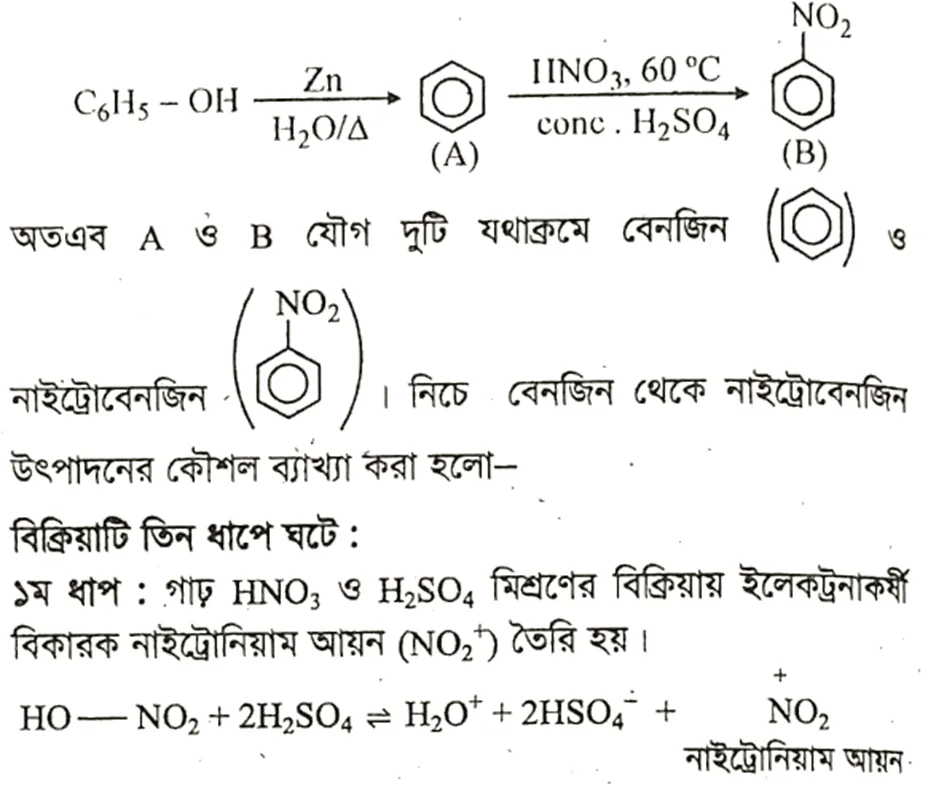 C₆H₅ – OH Zn H₂O/Δ (A) HNO₃, 60 °C conc . H₂SO₄ NO₂ (B)
অতএব A ও B যৌগ দুটি যথাক্রমে বেনজিন ( ) ও
নাইট্রোবেনজিন ( NO₂ ) । নিচে বেনজিন থেকে নাইট্রোবেনজিন
উৎপাদনের কৌশল ব্যাখ্যা করা হলো–
বিক্রিয়াটি তিন ধাপে ঘটে :
১ম ধাপ : গাঢ় HNO₃ ও H₂SO₄ মিশ্রণের বিক্রিয়ায় ইলেকট্রনাকর্ষী
বিকারক নাইট্রোনিয়াম আয়ন (NO₂⁺) তৈরি হয়।
HO — NO₂ + 2H₂SO₄ ⇌ H₂O⁺ + 2HSO₄⁻ + N⁺O₂
নাইট্রোনিয়াম আয়ন